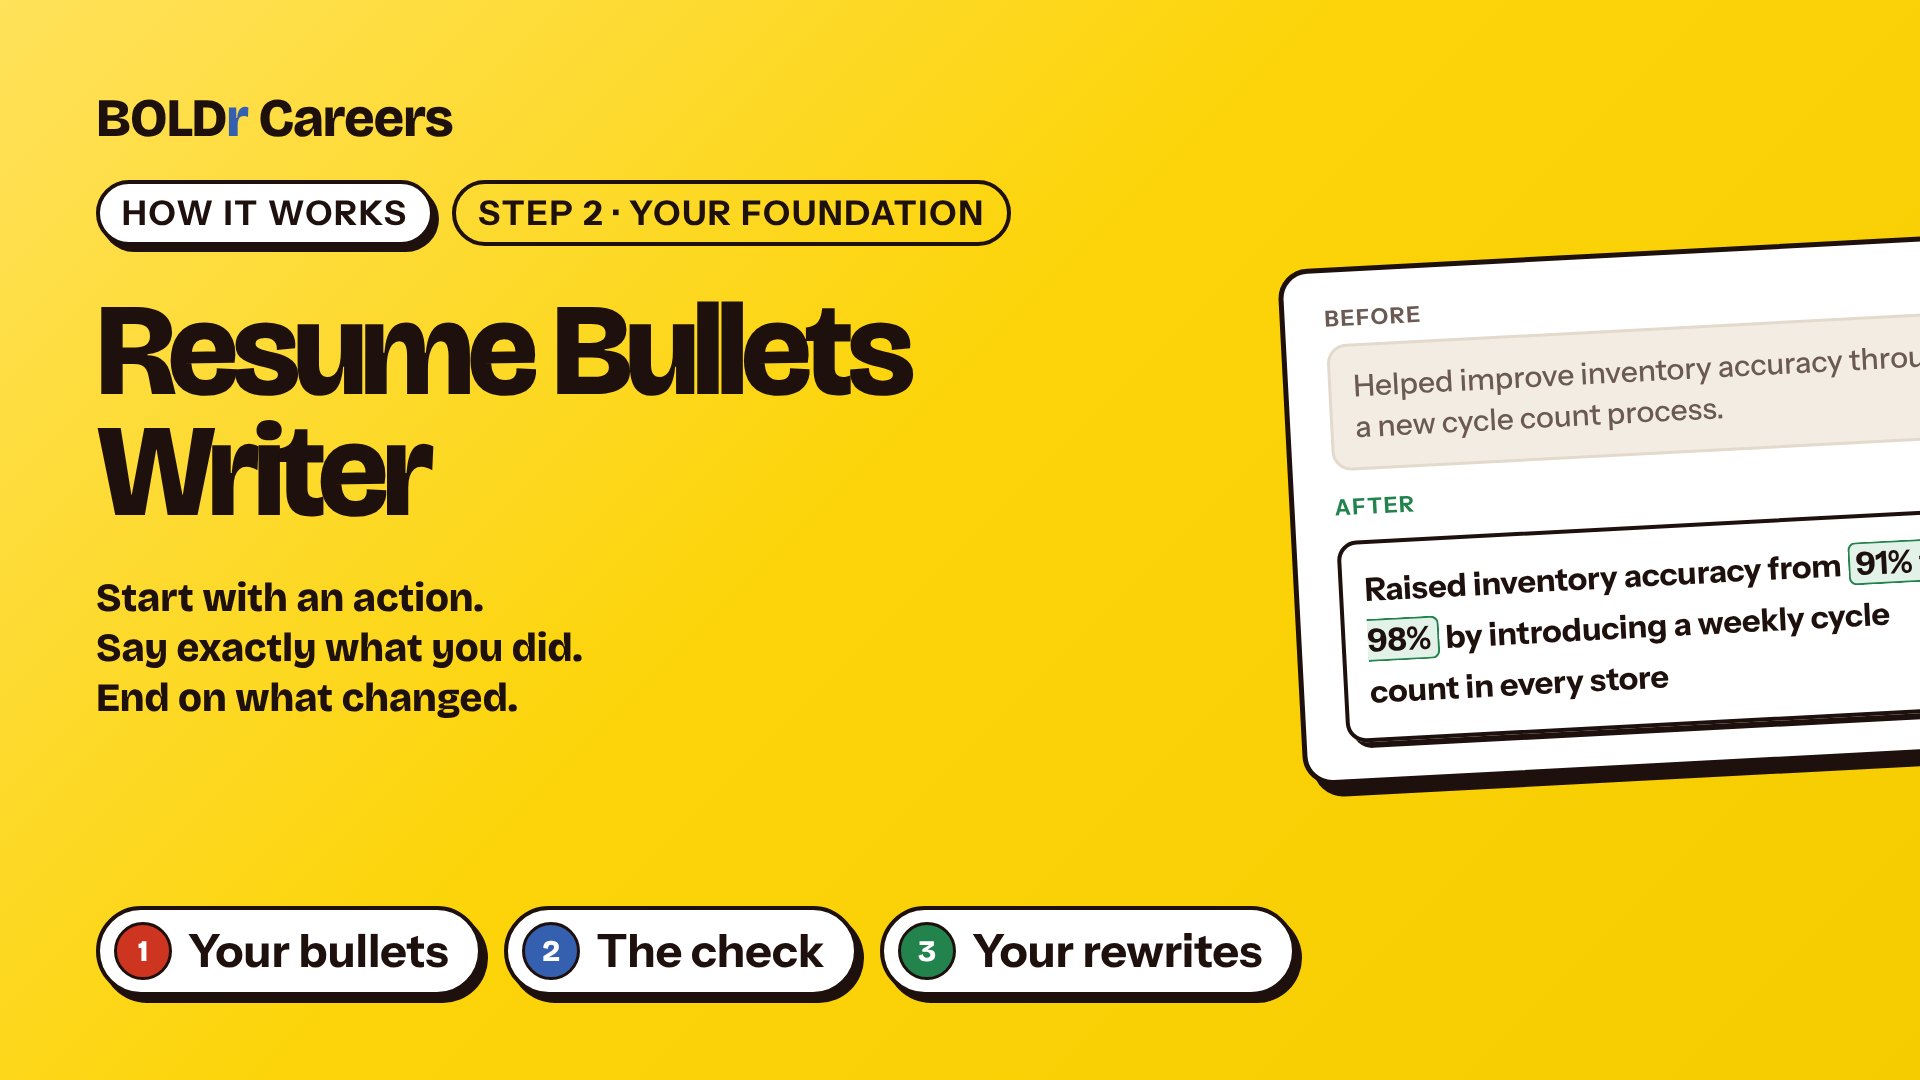 BOLDr Careers
HOW IT WORKS
STEP 2 · YOUR FOUNDATION
Resume Bullets
Writer
Start with an action.
Say exactly what you did.
End on what changed.
BEFORE
Helped improve inventory accuracy
a new cycle count process.
AFTER
Raised inventory accuracy from 91%
98% by introducing a weekly cycle
count in every store
1 Your bullets
2 The check
3 Your rewrites